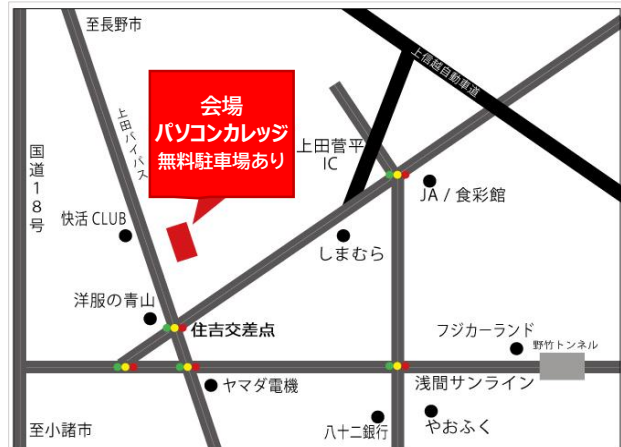 至長野市
上信越自動車道
会場
パソコンカレッジ
無料駐車場あり
上田バイパス
上田菅平
IC
国道18号
JA / 食彩館
快活 CLUB
しまむら
洋服の青山
住吉交差点
フジカーランド
野竹トンネル
ヤマダ電機
浅間サンライン
至小諸市
八十二銀行
やおふく